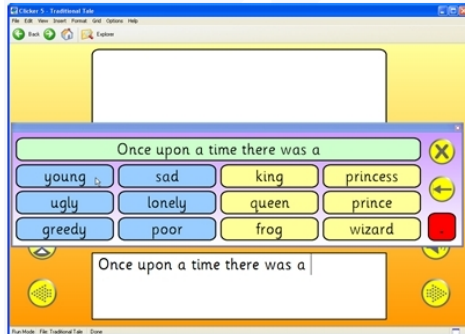 Clicker 5 - Traditional Tale
File Edit View Insert Format Grid Options Help
Back Explorer
Once upon a time there was a
young sad king princess
ugly lonely queen prince
greedy poor frog wizard
.
Once upon a time there was a
Run Mode File: Traditional Tale Done